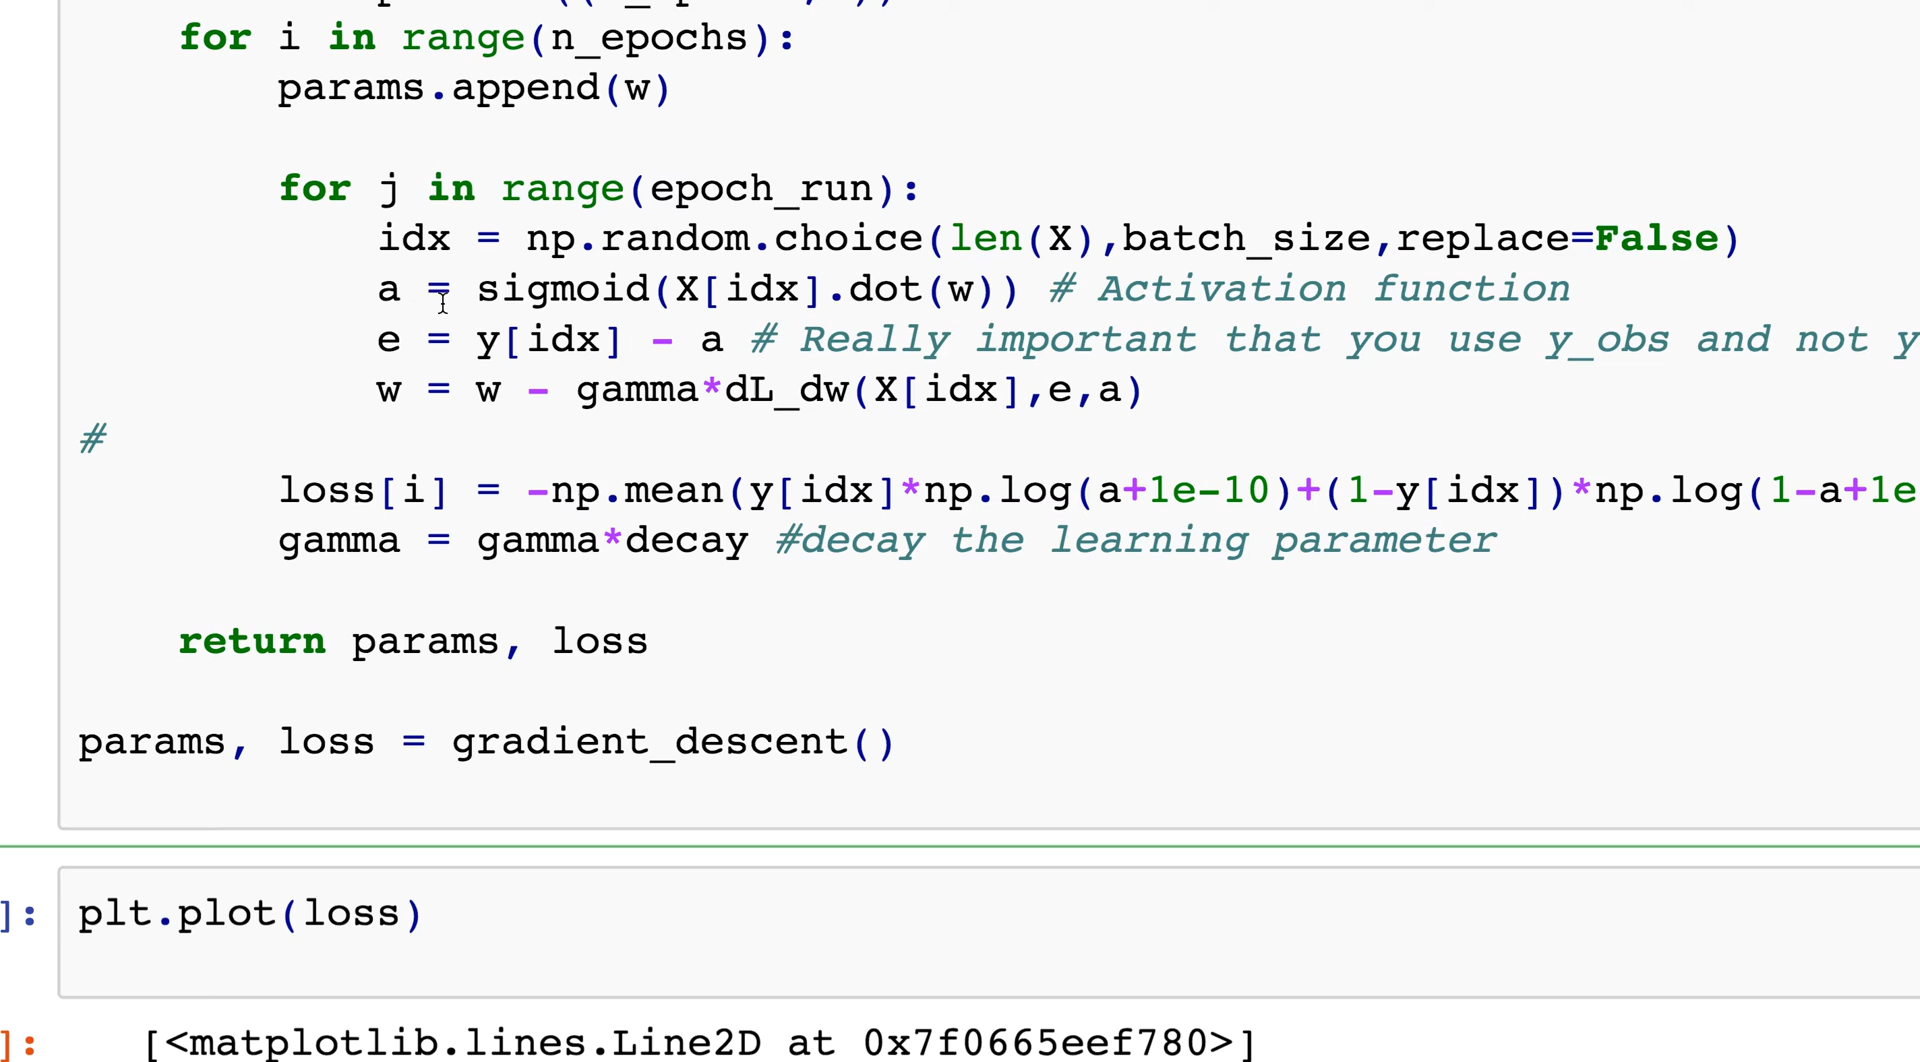 for i in range(n_epochs):
params.append(w)
for j in range(epoch_run):
idx = np.random.choice(len(X),batch_size,replace=False)
a = sigmoid(X[idx].dot(w)) # Activation function
e = y[idx] - a # Really important that you use y_obs and not y
w = w - gamma*dL_dw(X[idx],e,a)
#
loss[i] = -np.mean(y[idx]*np.log(a+1e-10)+(1-y[idx])*np.log(1-a+1e
gamma = gamma*decay #decay the learning parameter
return params, loss
params, loss = gradient_descent()
]: plt.plot(loss)
]: [<matplotlib.lines.Line2D at 0x7f0665eef780>]